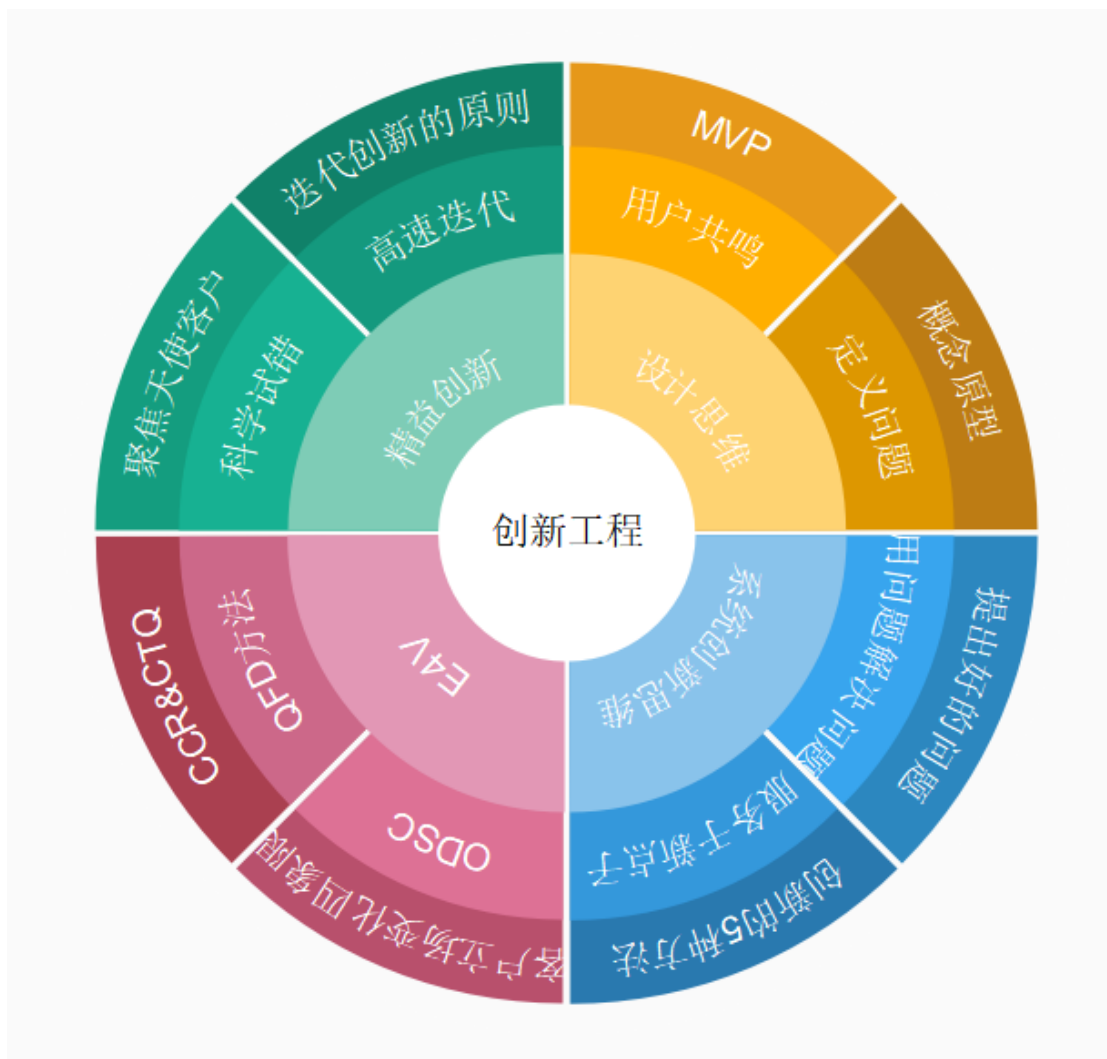 创新工程
设计思维
用户共鸣
MVP
定义问题
概念原型
系统创新思维
用问题解决问题
提出好的问题
服务于新点子
创新的5种方法
E4V
ODSC
客户立场变化四象限
QFD方法
CCR&CTQ
精益创新
科学试错
聚焦天使客户
高速迭代
迭代创新的原则